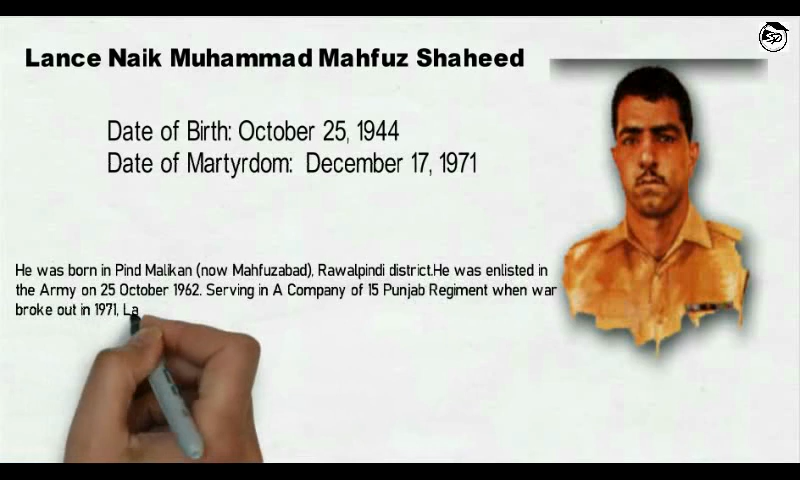 Lance Naik Muhammad Mahfuz Shaheed
Date of Birth: October 25, 1944
Date of Martyrdom: December 17, 1971
He was born in Pind Malikan (now Mahfuzabad), Rawalpindi district.He was enlisted in
the Army on 25 October 1962. Serving in A Company of 15 Punjab Regiment when war
broke out in 1971, La